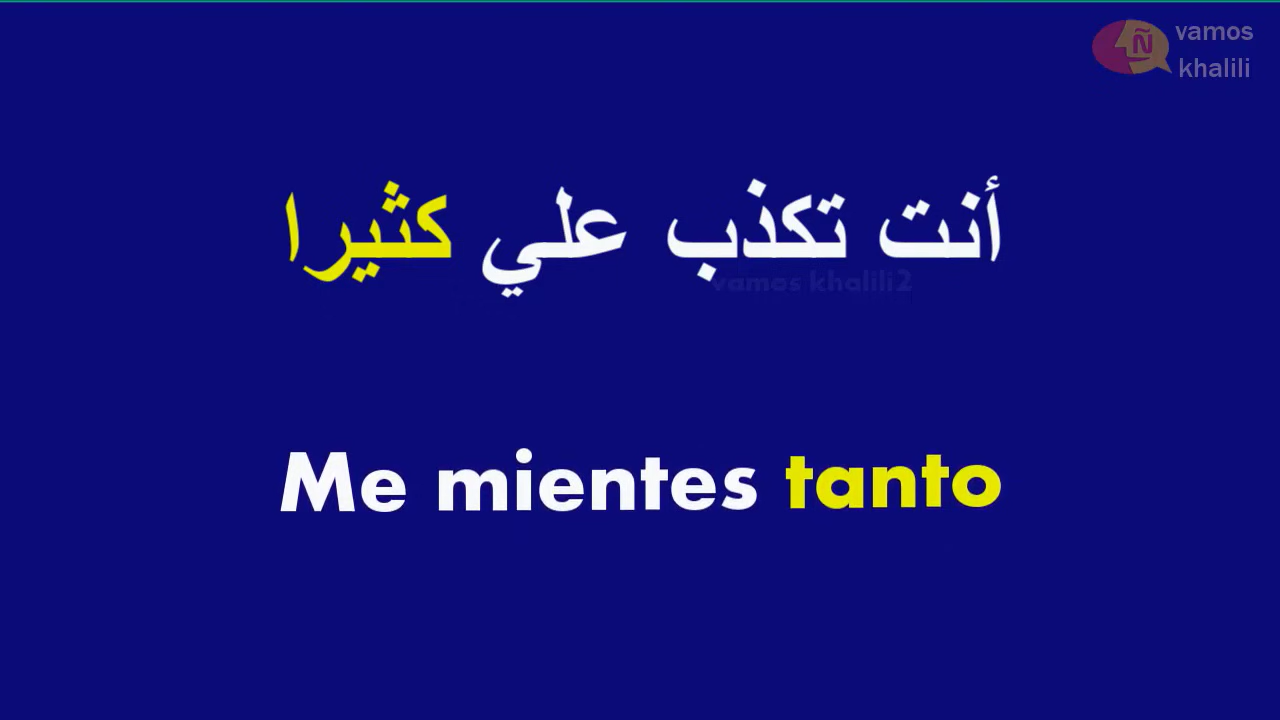 vamos
khalili
Ñ
أنت تكذب علي كثيرا
vamos khalili2
Me mientes tanto